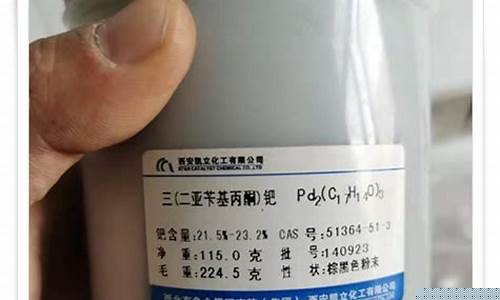 西安凯立化工有限公司
三(二亚苄基丙酮)钯 Pd₂(C₁₇H₁₄O)₃
钯含量:21.5%-23.2% CAS 号:51364-51-3
净 重:115.0 克 批 号:140923
毛 重:224.5 克 性 状:棕黑色粉末